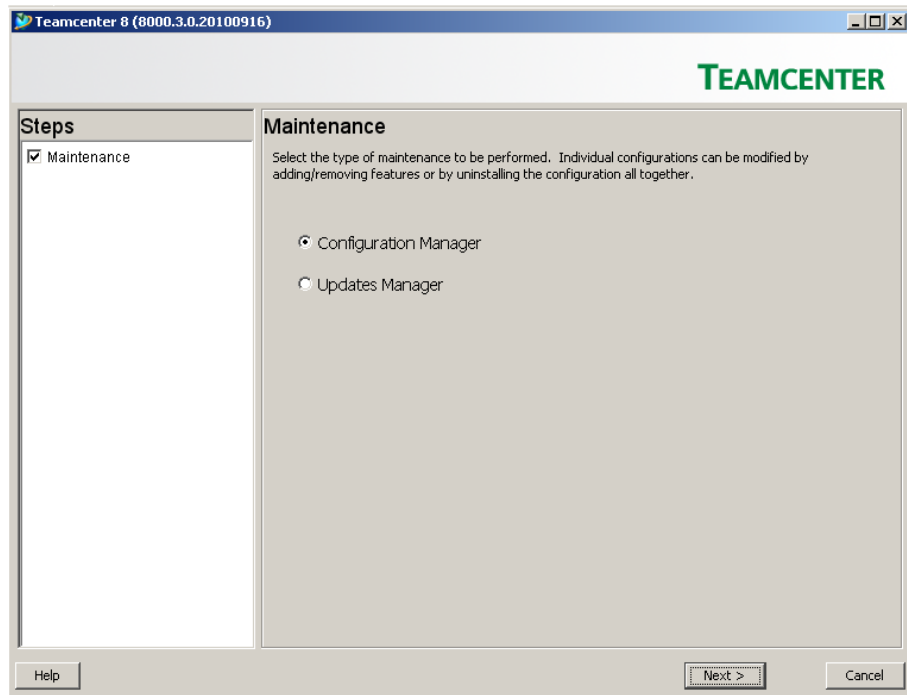 Teamcenter 8 (8000.3.0.20100916)
TEAMCENTER
Steps
Maintenance
Maintenance
Select the type of maintenance to be performed. Individual configurations can be modified by
adding/removing features or by uninstalling the configuration all together.
Configuration Manager
Updates Manager
Help
Next >
Cancel